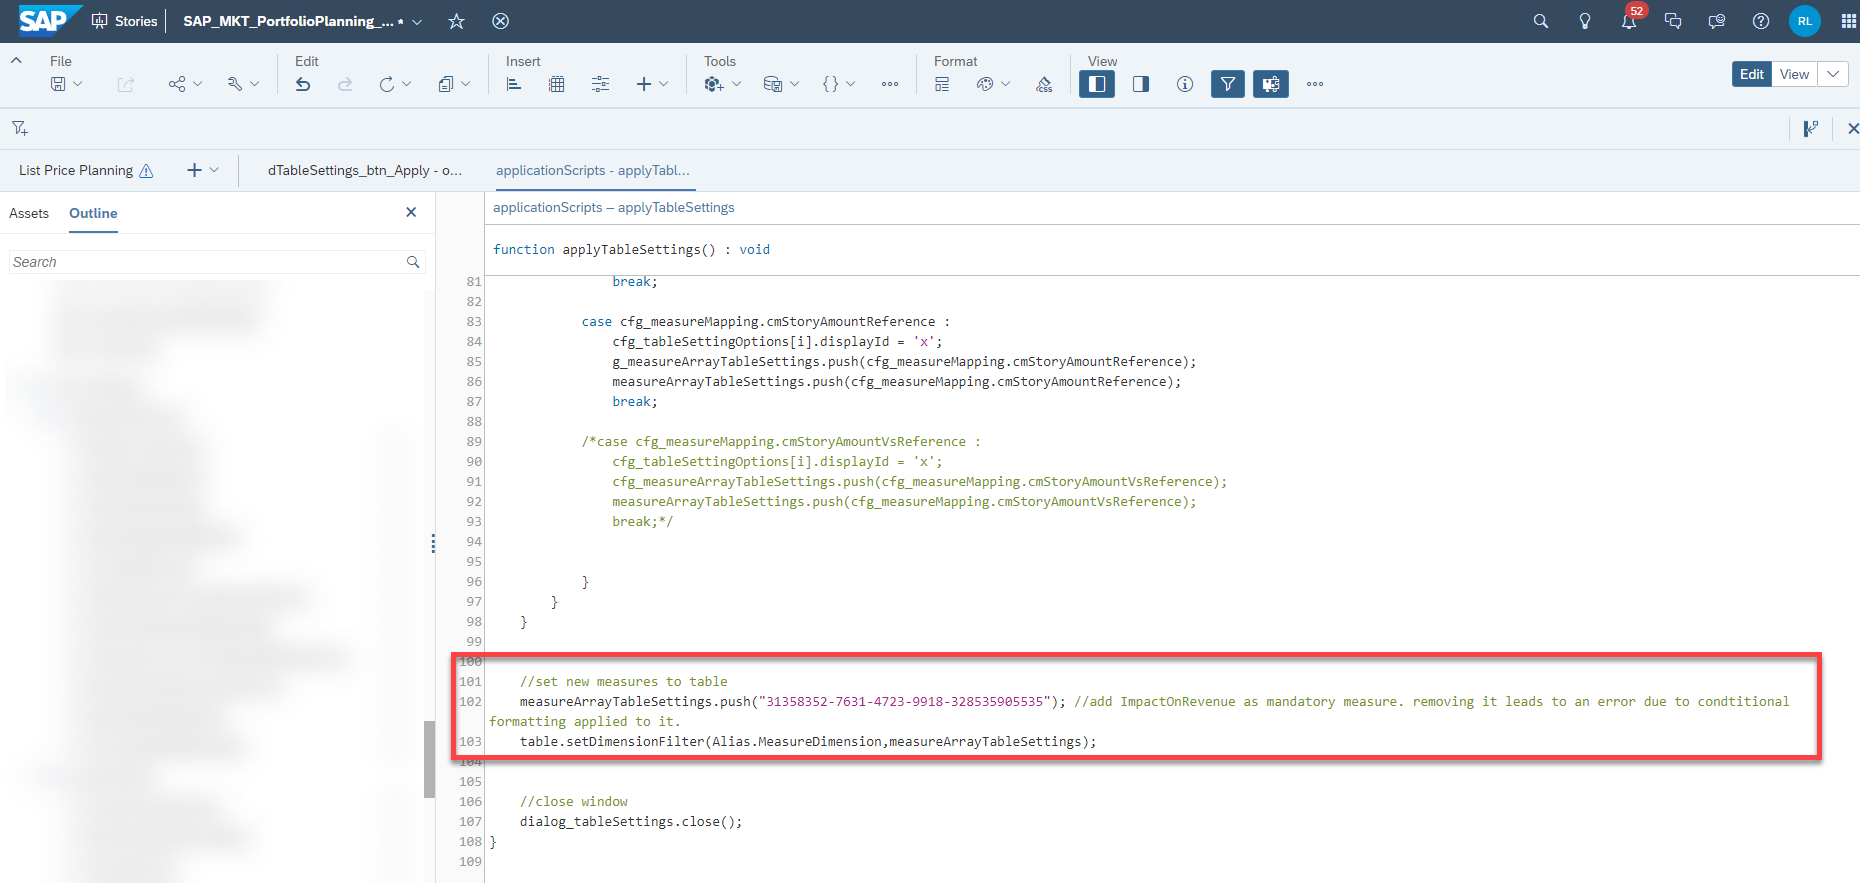 SAP Stories SAP_MKT_PortfolioPlanning_... * 52 RL
File Edit Insert Tools Format View
CSS
Edit View
List Price Planning dTableSettings_btn_Apply - o... applicationScripts - applyTabl...
Assets Outline
Search
applicationScripts – applyTableSettings
function applyTableSettings() : void
81 break;
82
83 case cfg_measureMapping.cmStoryAmountReference :
84 cfg_tableSettingOptions[i].displayId = 'x';
85 g_measureArrayTableSettings.push(cfg_measureMapping.cmStoryAmountReference);
86 measureArrayTableSettings.push(cfg_measureMapping.cmStoryAmountReference);
87 break;
88
89 /*case cfg_measureMapping.cmStoryAmountVsReference :
90 cfg_tableSettingOptions[i].displayId = 'x';
91 cfg_measureArrayTableSettings.push(cfg_measureMapping.cmStoryAmountVsReference);
92 measureArrayTableSettings.push(cfg_measureMapping.cmStoryAmountVsReference);
93 break;*/
94
95
96 }
97 }
98 }
99
100
101 //set new measures to table
102 measureArrayTableSettings.push("31358352-7631-4723-9918-328535905535"); //add ImpactOnRevenue as mandatory measure. removing it leads to an error due to condtitional
formatting applied to it.
103 table.setDimensionFilter(Alias.MeasureDimension,measureArrayTableSettings);
104
105
106 //close window
107 dialog_tableSettings.close();
108 }
109